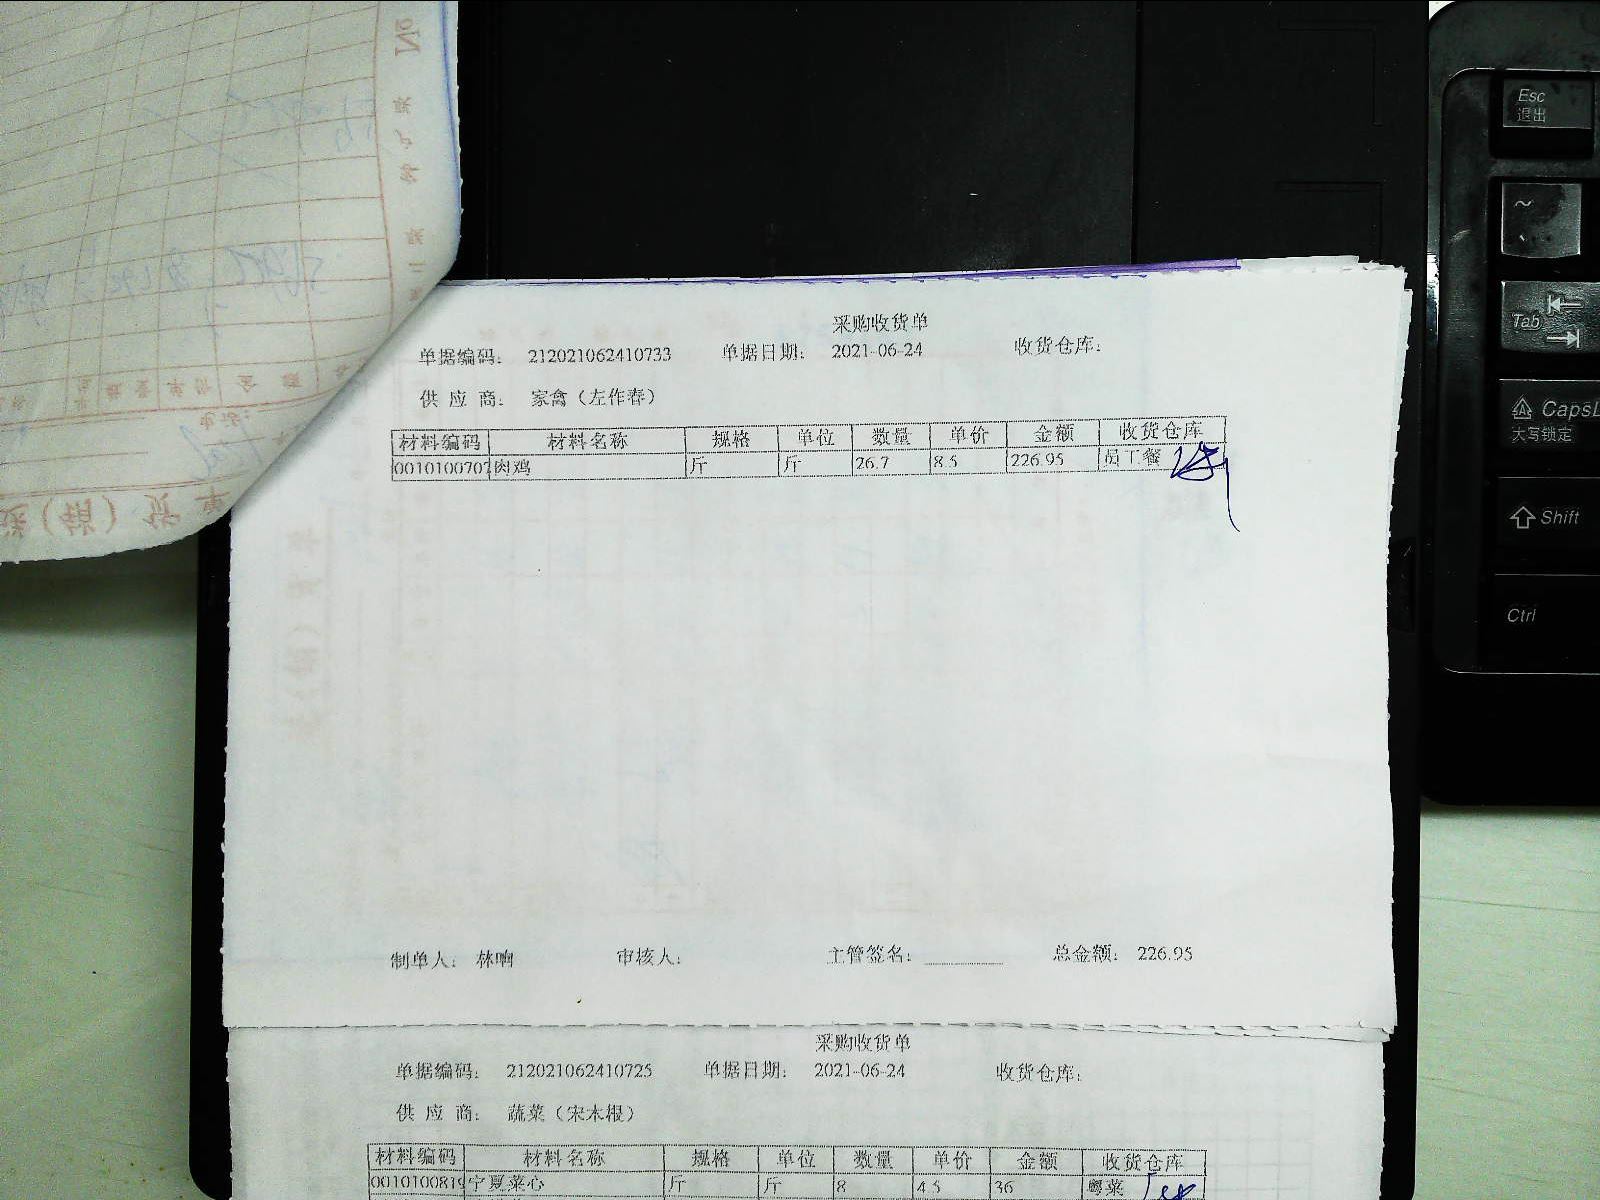 采购收货单
单据编码： 212021062410733 单据日期： 2021-06-24 收货仓库：
供 应 商： 家禽（左作春）
材料编码 材料名称 规格 单位 数量 单价 金额 收货仓库
0010100707 肉鸡 斤 斤 26.7 8.5 226.95 员工餐
制单人： 林响 审核人： 主管签名： ________ 总金额： 226.95
采购收货单
单据编码： 212021062410725 单据日期： 2021-06-24 收货仓库：
供 应 商： 蔬菜（宋木根）
材料编码 材料名称 规格 单位 数量 单价 金额 收货仓库
0010100819 宁夏菜心 斤 斤 8 4.5 36 粤菜
送(销)货单
No
Esc
退出
~
Tab
CapsL
大写锁定
Shift
Ctrl